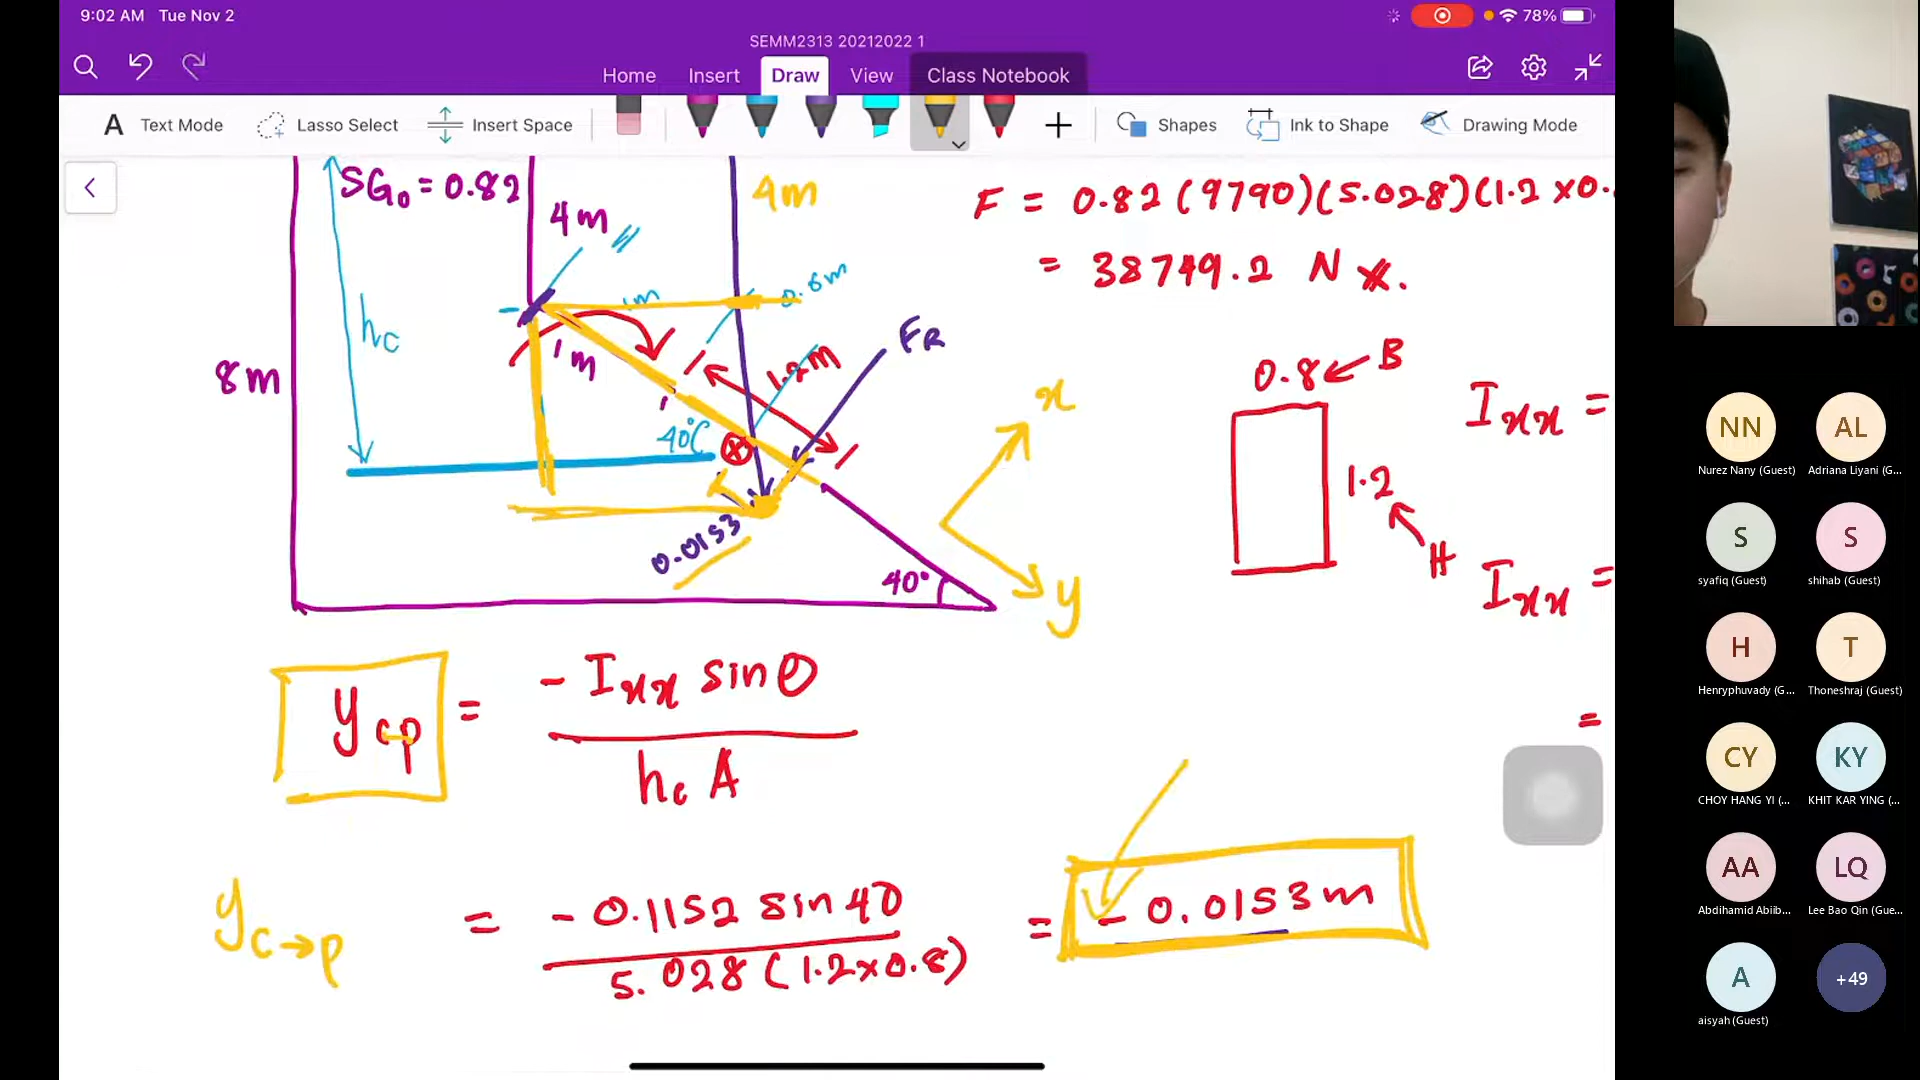 9:02 AM Tue Nov 2
78%
SEMM2313 20212022 1
Home Insert Draw View Class Notebook
A Text Mode Lasso Select Insert Space Shapes Ink to Shape Drawing Mode
SG₀ = 0.82
4m
4m
F = 0.82 (9790)(5.028)(1.2 x0.
= 38749.2 N
hc
8m
1m
0.6m
1m
1.2m
FR
40°
0.0153
40°
x
y
0.8 ← B
1.2
H
Ixx =
Ixx =
=
ycp = - Ixx sin θ
hc A
yc→p = - 0.1152 sin 40
5.028 (1.2x0.8)
= - 0.0153 m
NN AL
Nurez Nany (Guest) Adriana Liyani (G...
S S
syafiq (Guest) shihab (Guest)
H T
Henryphuvady (G... Thoneshraj (Guest)
CY KY
CHOY HANG YI (... KHIT KAR YING (...
AA LQ
Abdihamid Abiib... Lee Bao Qin (Gue...
A +49
aisyah (Guest)